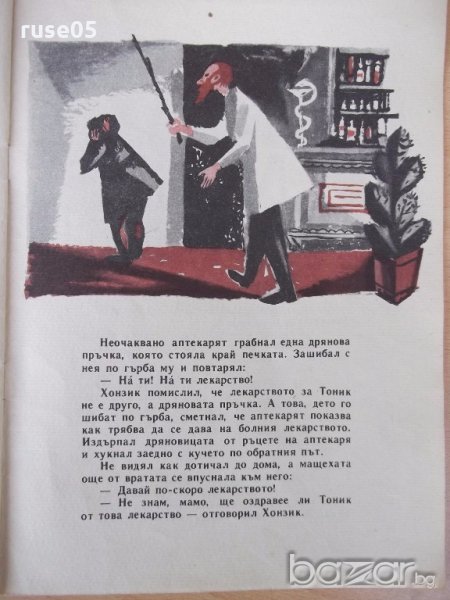 ruse05
Неочаквано аптекарят грабнал една дрянова
пръчка, която стояла край печката. Зашибал с
нея по гърба му и повтарял:
— На́ ти! На́ ти лекарство!
Хонзик помислил, че лекарството за Тоник
не е друго, а дряновата пръчка. А това, дето го
шибат по гърба, сметнал, че аптекарят показва
как трябва да се дава на болния лекарството.
Издърпал дряновицата от ръцете на аптекаря
и хукнал заедно с кучето по обратния път.
Не видял как дотичал до дома, а мащехата
още от вратата се впуснала към него:
— Давай по-скоро лекарството!
— Не знам, мамо, ще оздравее ли Тоник
от това лекарство — отговорил Хонзик.
bazar.bg